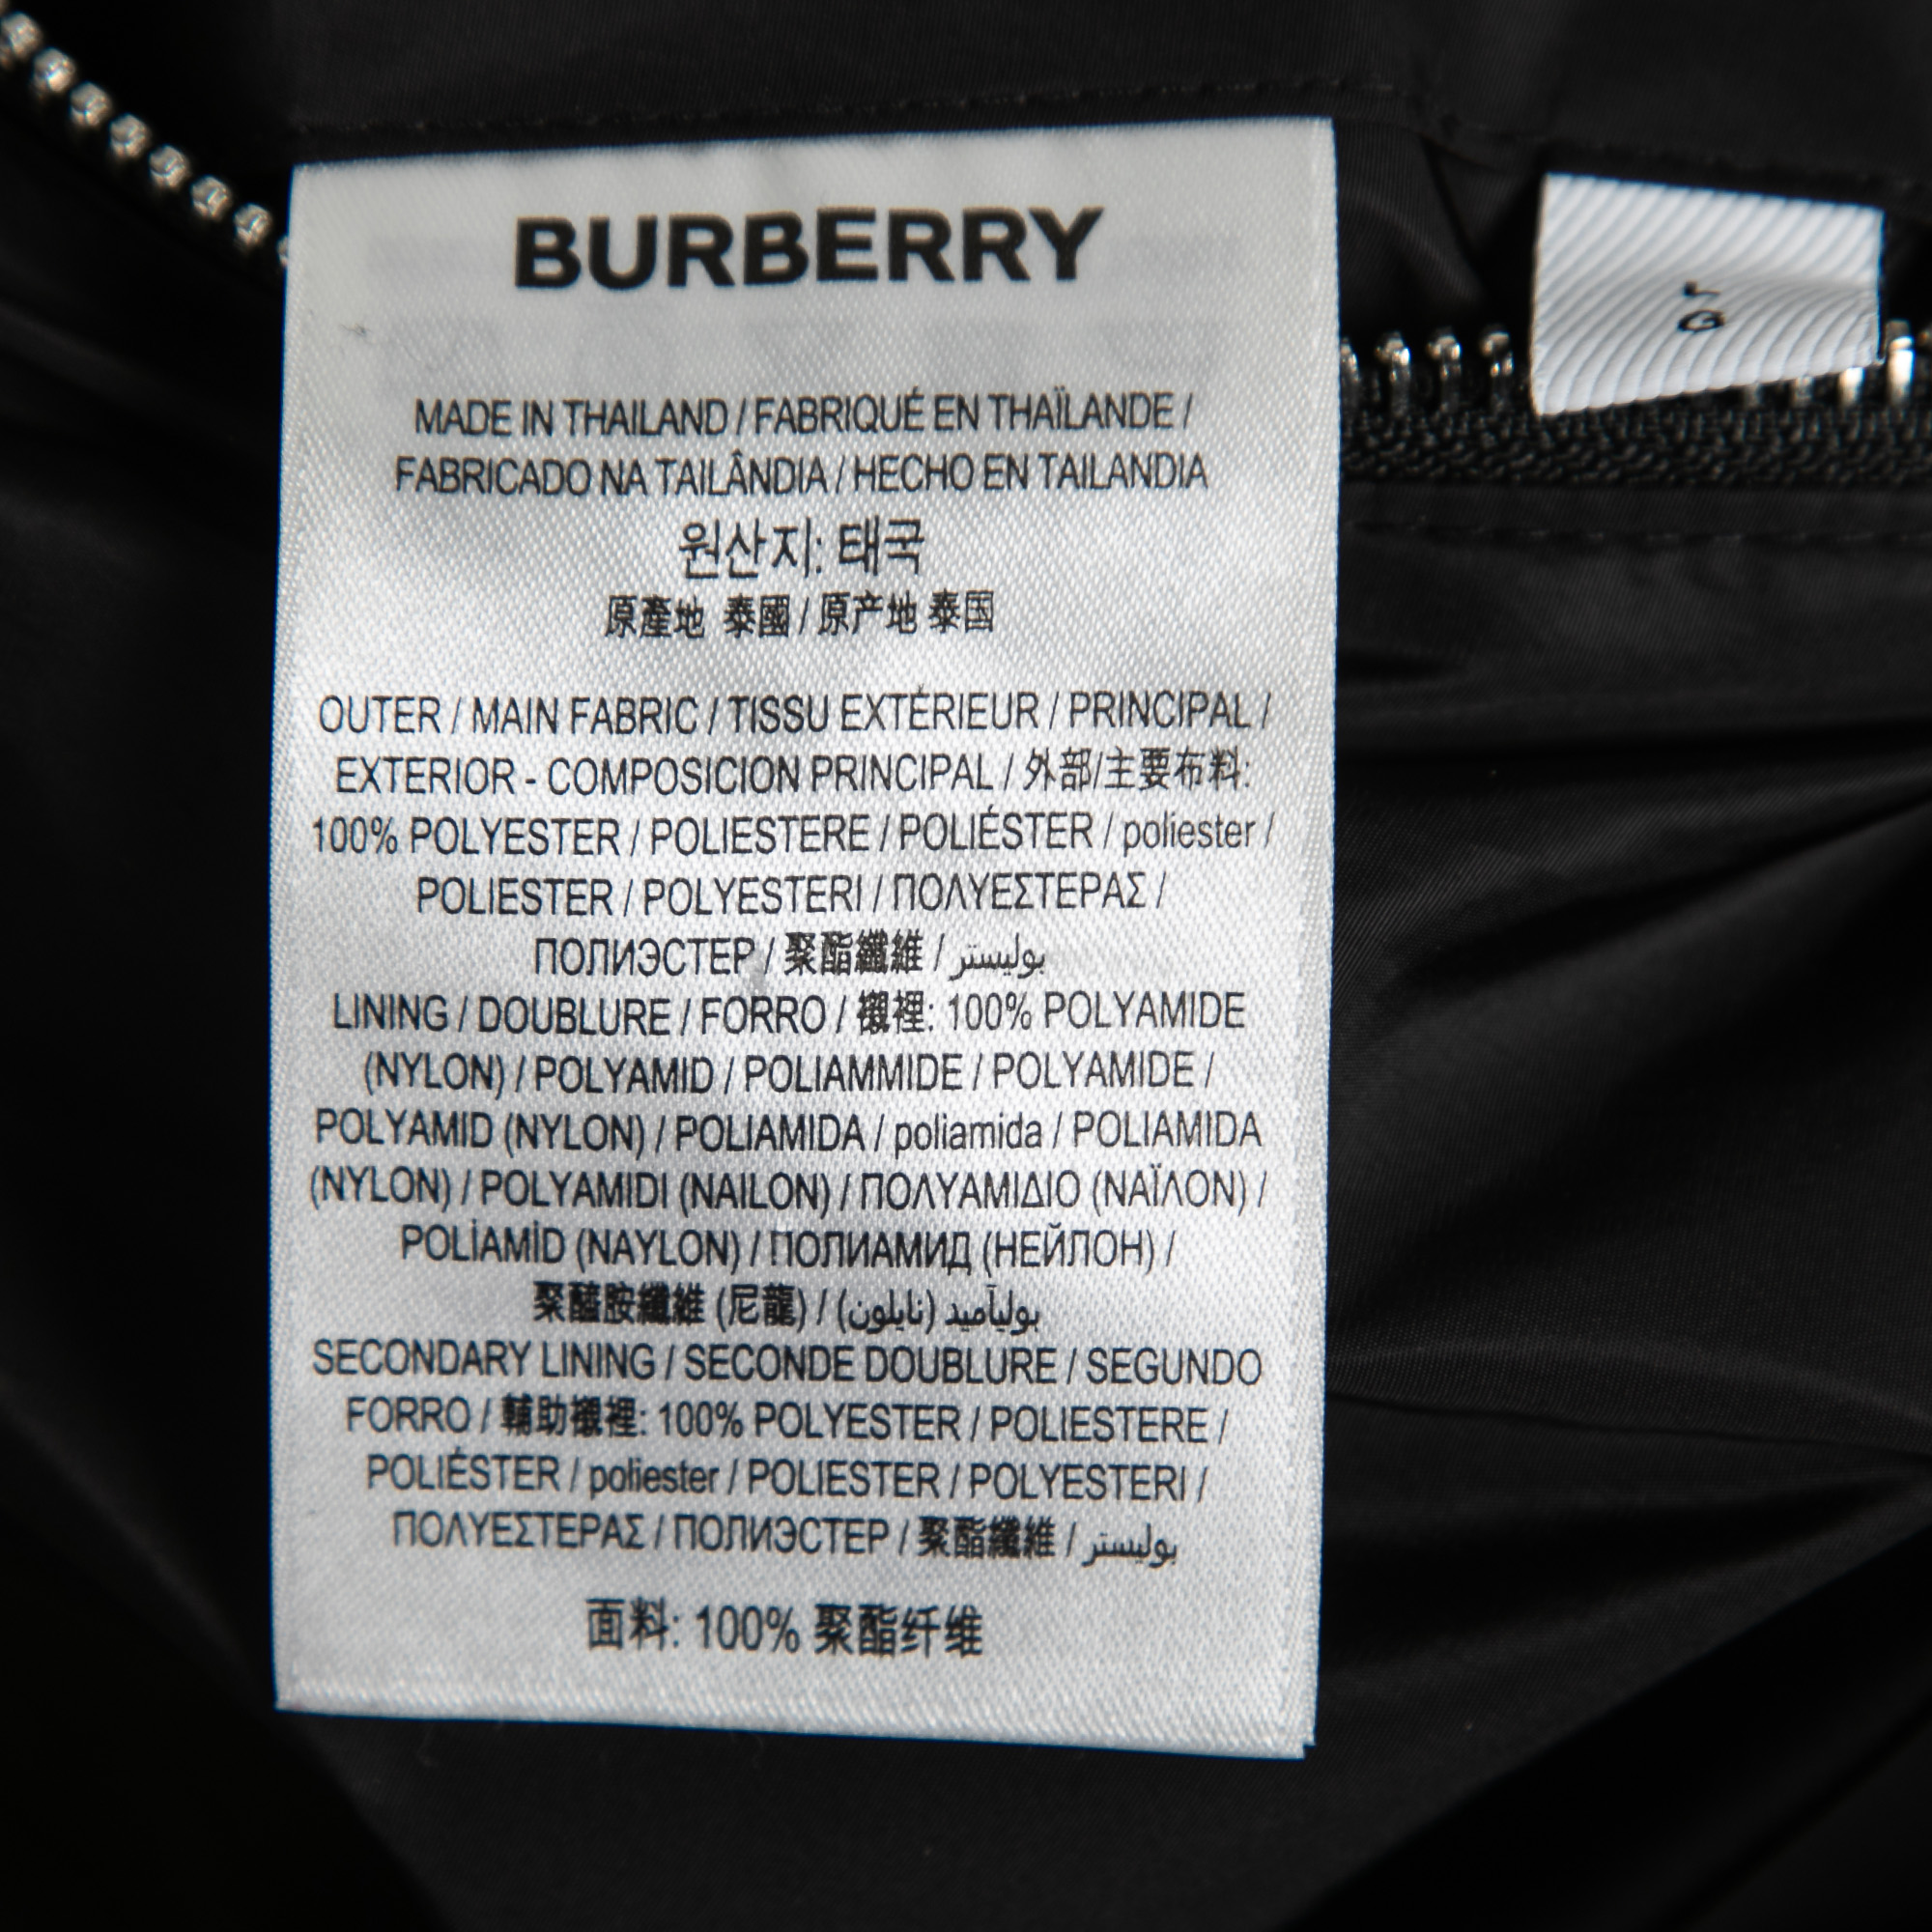 BURBERRY
MADE IN THAILAND / FABRIQUÉ EN THAÏLANDE /
FABRICADO NA TAILÂNDIA / HECHO EN TAILANDIA
원산지: 태국
原產地 泰國 / 原产地 泰国
OUTER / MAIN FABRIC / TISSU EXTÉRIEUR / PRINCIPAL /
EXTERIOR - COMPOSICION PRINCIPAL / 外部/主要布料:
100% POLYESTER / POLIESTERE / POLIÉSTER / poliester /
POLIESTER / POLYESTERI / ΠΟΛΥΕΣΤΕΡΑΣ /
ПОЛИЭСТЕР / 聚酯纖維 / بوليستر
LINING / DOUBLURE / FORRO / 襯裡: 100% POLYAMIDE
(NYLON) / POLYAMID / POLIAMMIDE / POLYAMIDE /
POLYAMID (NYLON) / POLIAMIDA / poliamida / POLIAMIDA
(NYLON) / POLYAMIDI (NAILON) / ΠΟΛΥΑΜΙΔΙΟ (ΝΑΪΛΟΝ) /
POLİAMİD (NAYLON) / ПОЛИАМИД (НЕЙЛОН) /
聚醯胺纖維 (尼龍) / بوليآميد (نايلون)
SECONDARY LINING / SECONDE DOUBLURE / SEGUNDO
FORRO / 輔助襯裡: 100% POLYESTER / POLIESTERE /
POLIÉSTER / poliester / POLIESTER / POLYESTERI /
ΠΟΛΥΕΣΤΕΡΑΣ / ПОЛИЭСТЕР / 聚酯纖維 / بوليستر
面料: 100% 聚酯纤维